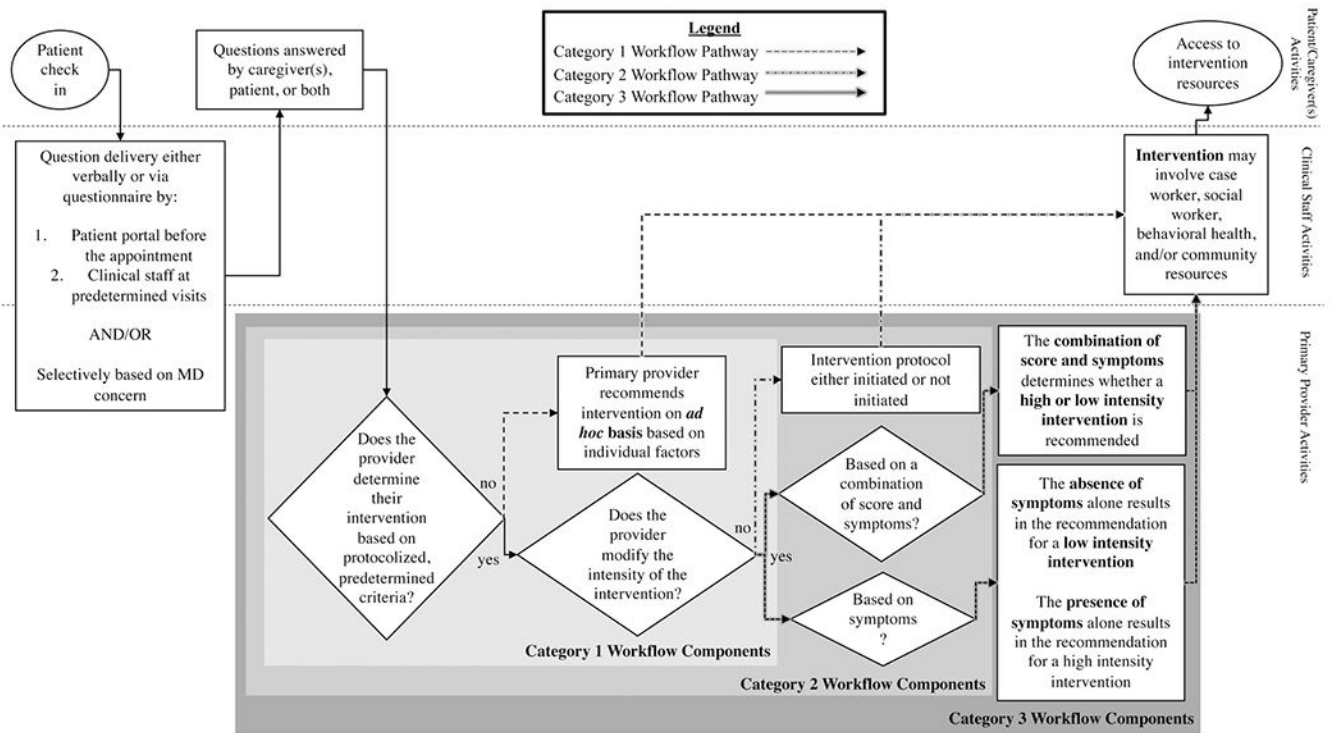 Patient
check
in
Questions answered
by caregiver(s),
patient, or both
Legend
Category 1 Workflow Pathway
Category 2 Workflow Pathway
Category 3 Workflow Pathway
Access to
intervention
resources
Patient/Caregiver(s)
Activities
Question delivery either
verbally or via
questionnaire by:
1. Patient portal before
the appointment
2. Clinical staff at
predetermined visits
AND/OR
Selectively based on MD
concern
Intervention may
involve case
worker, social
worker,
behavioral health,
and/or community
resources
Clinical Staff Activities
Does the
provider
determine
their
intervention
based on
protocolized,
predetermined
criteria?
no
yes
Primary provider
recommends
intervention on ad
hoc basis based on
individual factors
Does the
provider
modify the
intensity of the
intervention?
no
yes
Intervention protocol
either initiated or not
initiated
Based on a
combination
of score and
symptoms?
Based on
symptoms
?
The combination of
score and symptoms
determines whether a
high or low intensity
intervention is
recommended
The absence of
symptoms alone results
in the recommendation
for a low intensity
intervention
The presence of
symptoms alone results
in the recommendation
for a high intensity
intervention
Primary Provider Activities
Category 1 Workflow Components
Category 2 Workflow Components
Category 3 Workflow Components